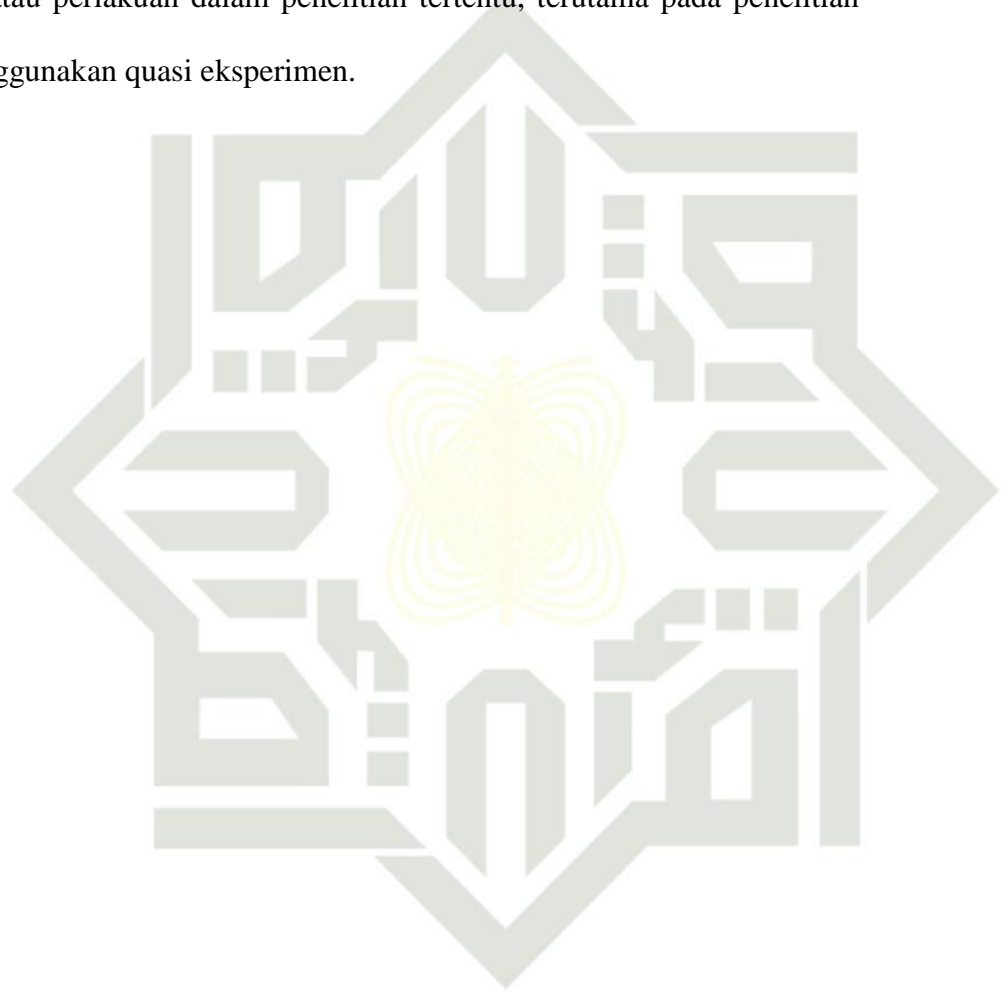 atau perlakuan dalam penelitian tertentu, terutama pada penelitian
ggunakan quasi eksperimen.